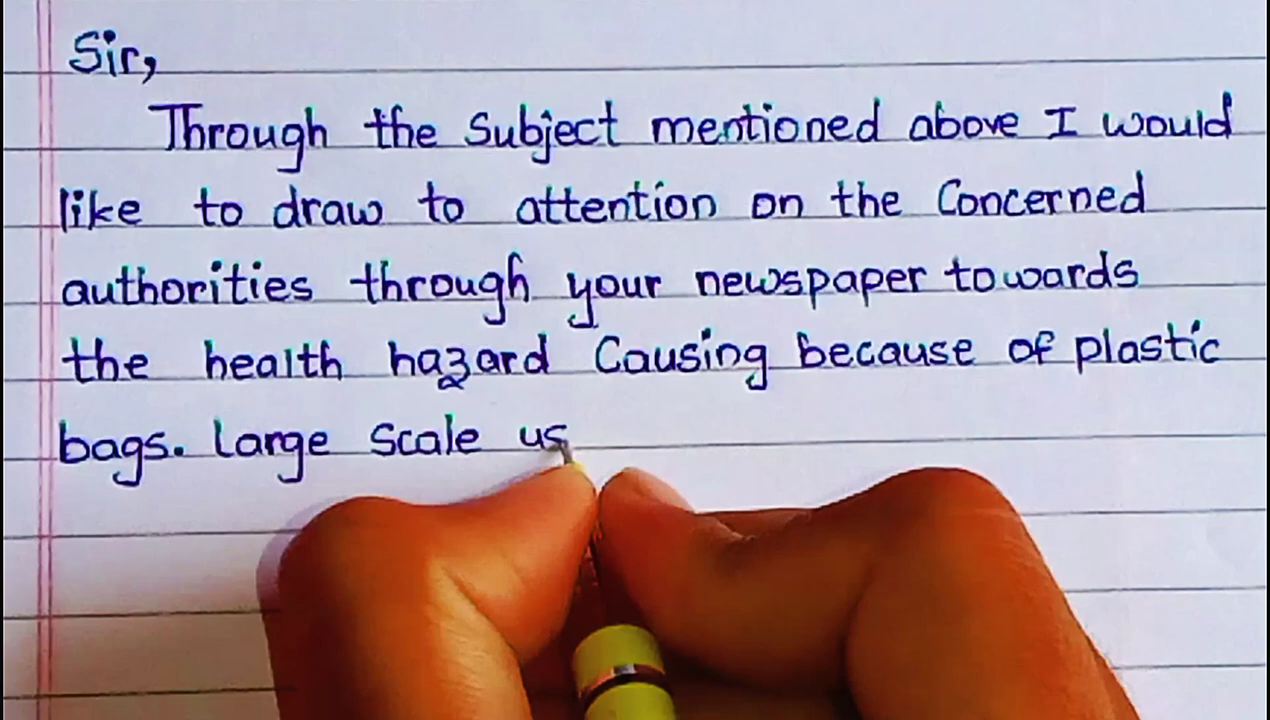 Sir,
Through the Subject mentioned above I would
like to draw to attention on the Concerned
authorities through your newspaper towards
the health hazard Causing because of plastic
bags. Large Scale us